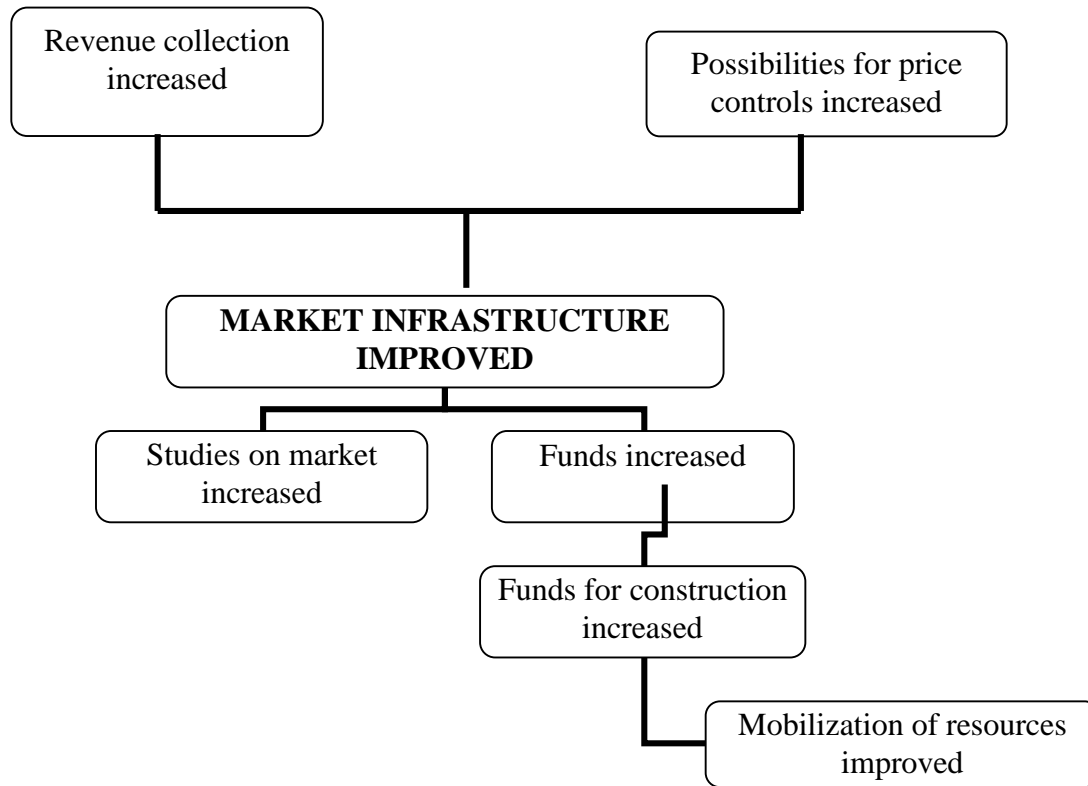 Revenue collection
increased
Possibilities for price
controls increased
MARKET INFRASTRUCTURE
IMPROVED
Studies on market
increased
Funds increased
Funds for construction
increased
Mobilization of resources
improved